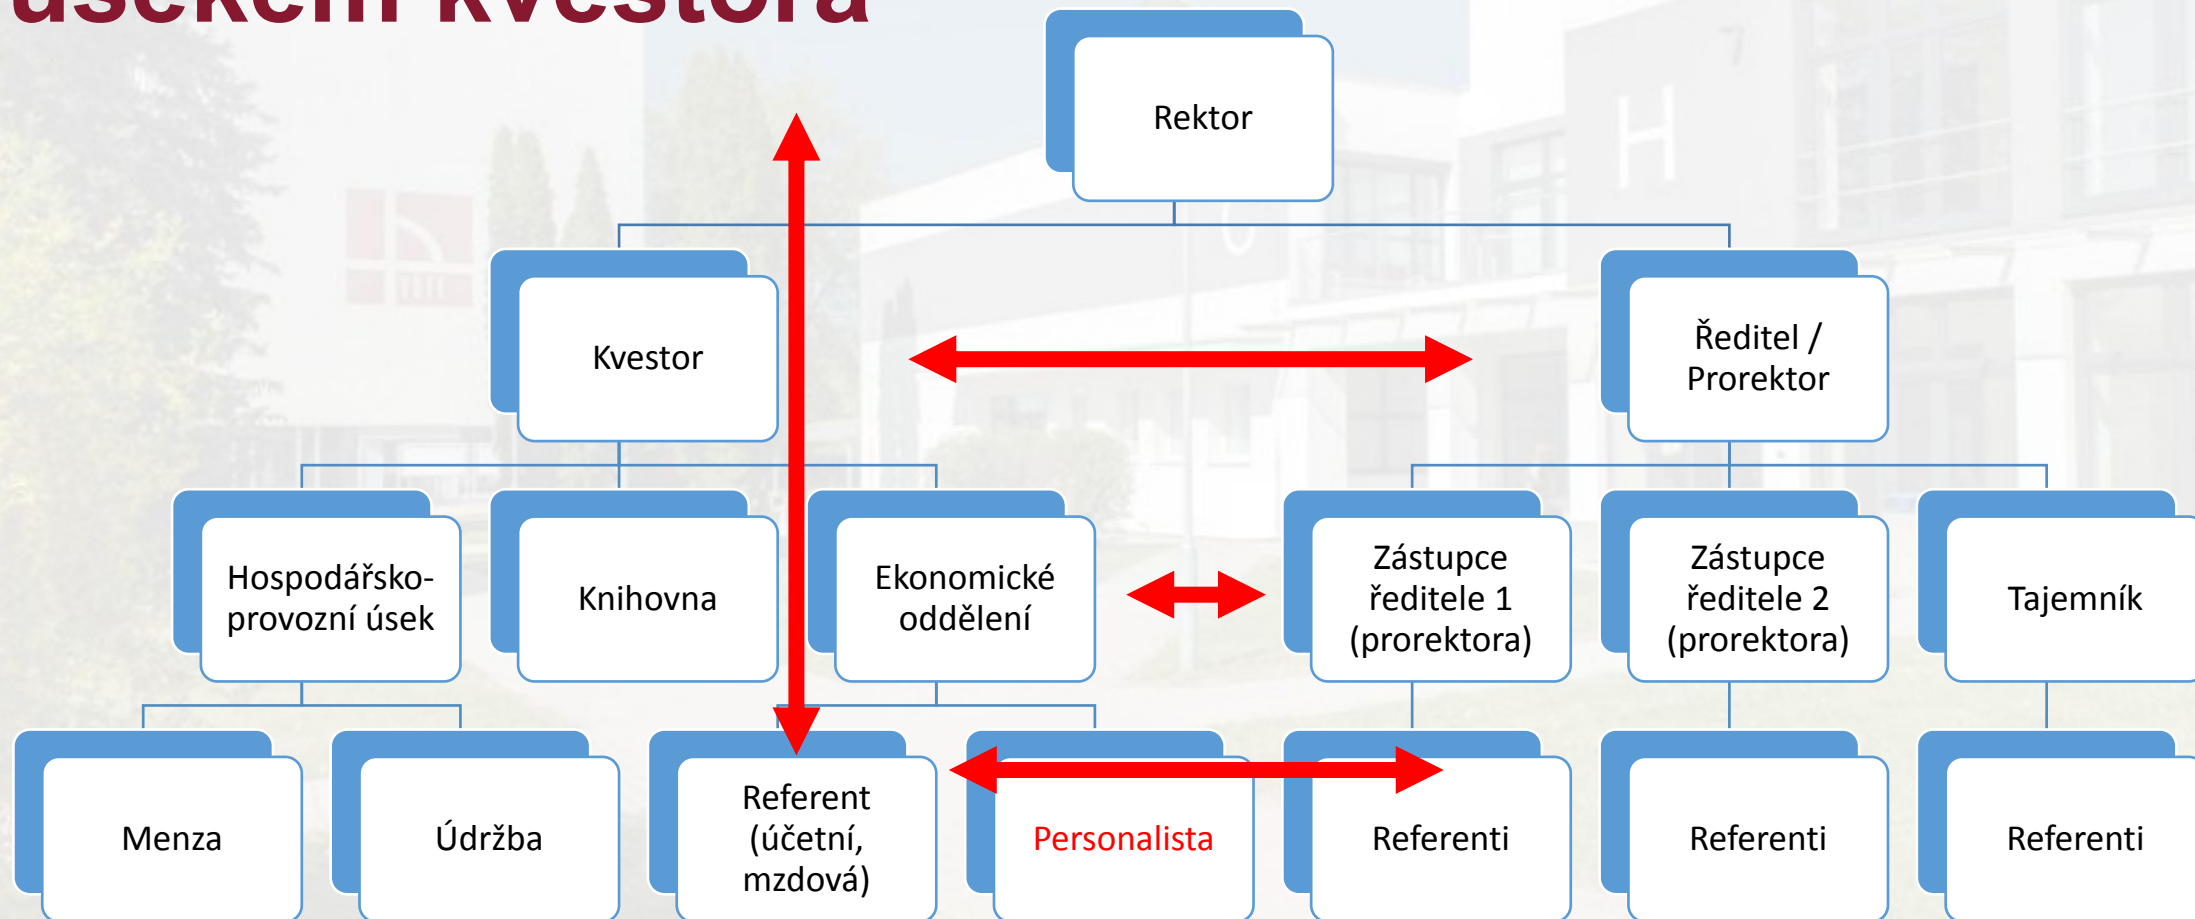 úsekem kvestora
Rektor
Kvestor
Ředitel /
Prorektor
Hospodářsko-
provozní úsek
Knihovna
Ekonomické
oddělení
Zástupce
ředitele 1
(prorektora)
Zástupce
ředitele 2
(prorektora)
Tajemník
Menza
Údržba
Referent
(účetní,
mzdová)
Personalista
Referenti
Referenti
Referenti